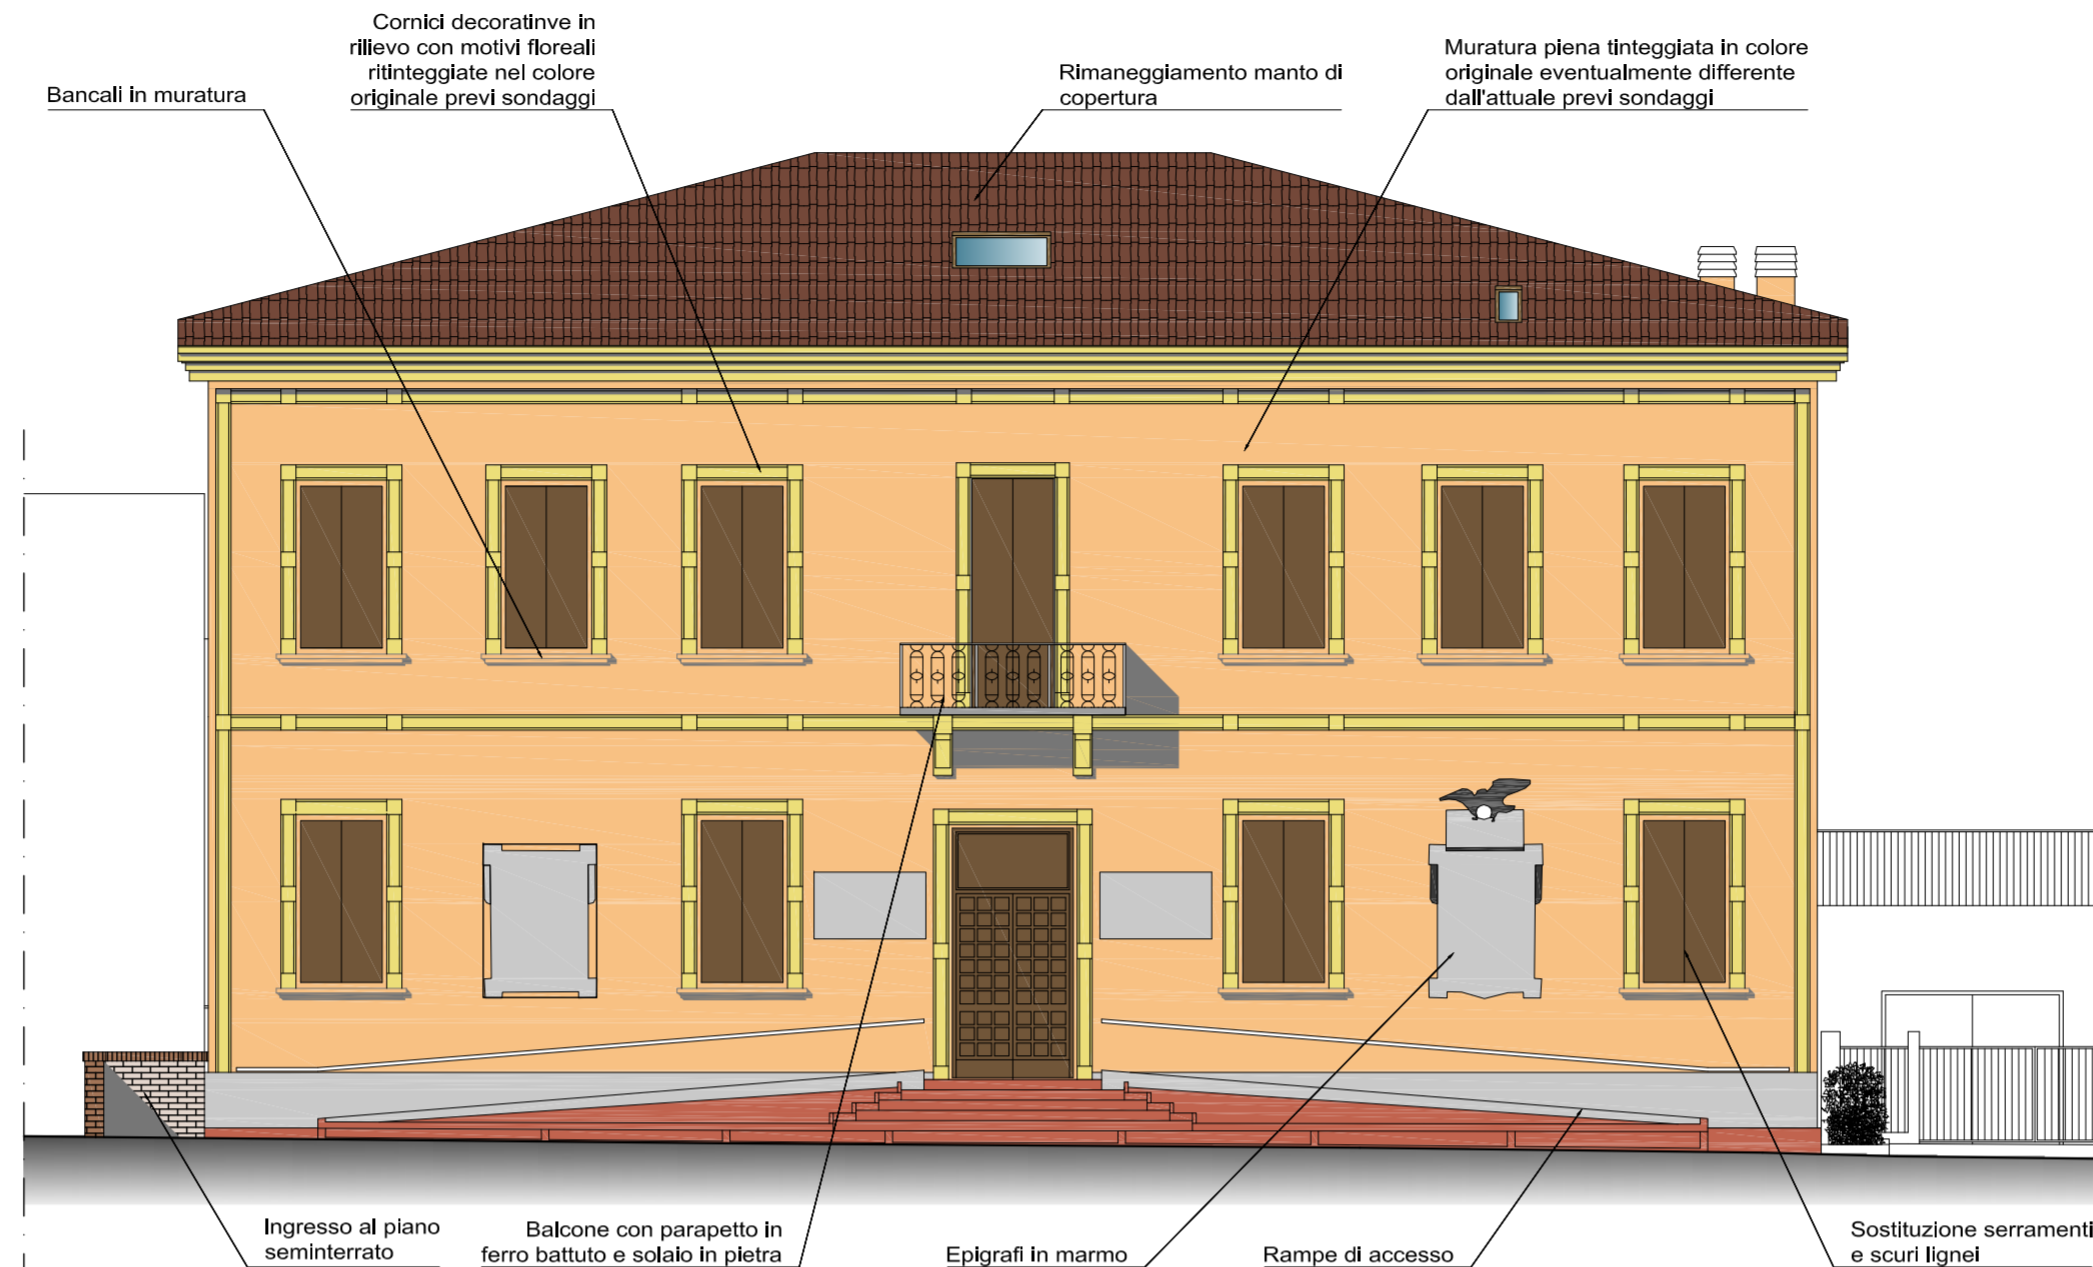 Cornici decoratinve in
rilievo con motivi floreali
ritinteggiate nel colore
originale previ sondaggi
Bancali in muratura
Rimaneggiamento manto di
copertura
Muratura piena tinteggiata in colore
originale eventualmente differente
dall'attuale previ sondaggi
Ingresso al piano
seminterrato
Balcone con parapetto in
ferro battuto e solaio in pietra
Epigrafi in marmo
Rampe di accesso
Sostituzione serramenti
e scuri lignei